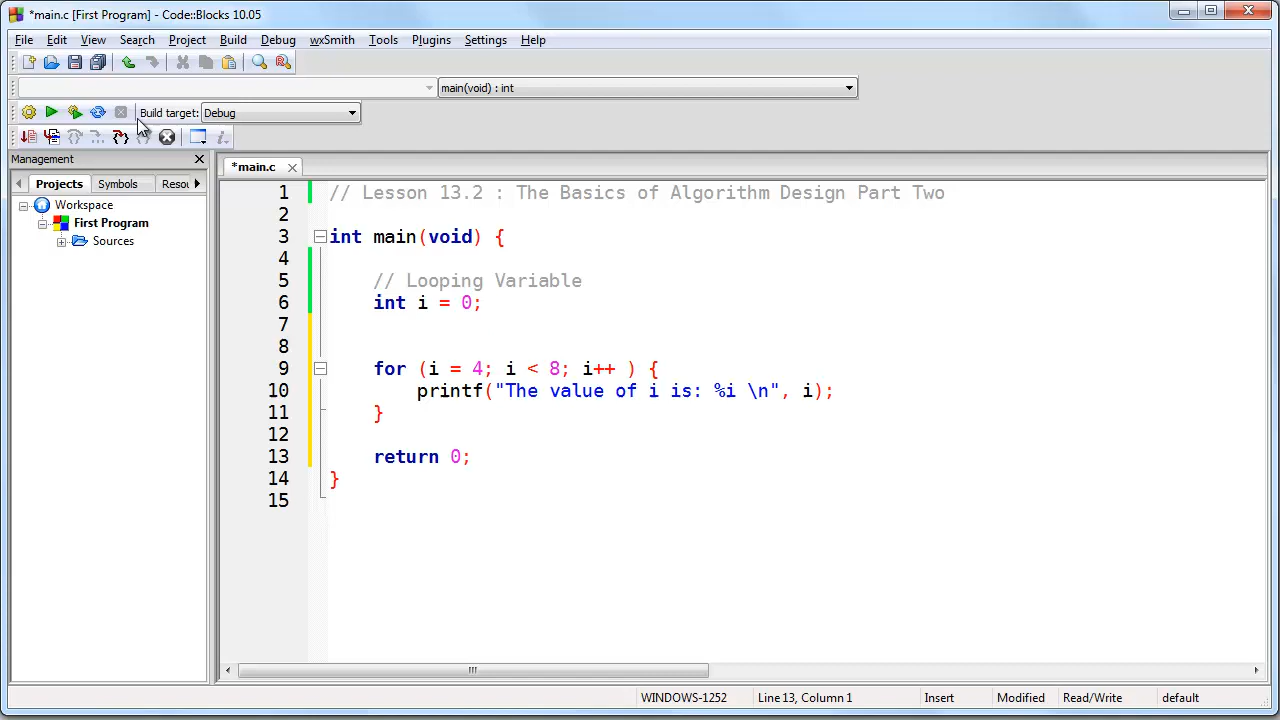 *main.c [First Program] - Code::Blocks 10.05
File Edit View Search Project Build Debug wxSmith Tools Plugins Settings Help
main(void) : int
Build target: Debug
Management
*main.c
Projects Symbols Resou
Workspace
First Program
Sources
1 // Lesson 13.2 : The Basics of Algorithm Design Part Two
2
3 int main(void) {
4
5 // Looping Variable
6 int i = 0;
7
8
9 for (i = 4; i < 8; i++ ) {
10 printf("The value of i is: %i \n", i);
11 }
12
13 return 0;
14 }
15
WINDOWS-1252 Line 13, Column 1 Insert Modified Read/Write default